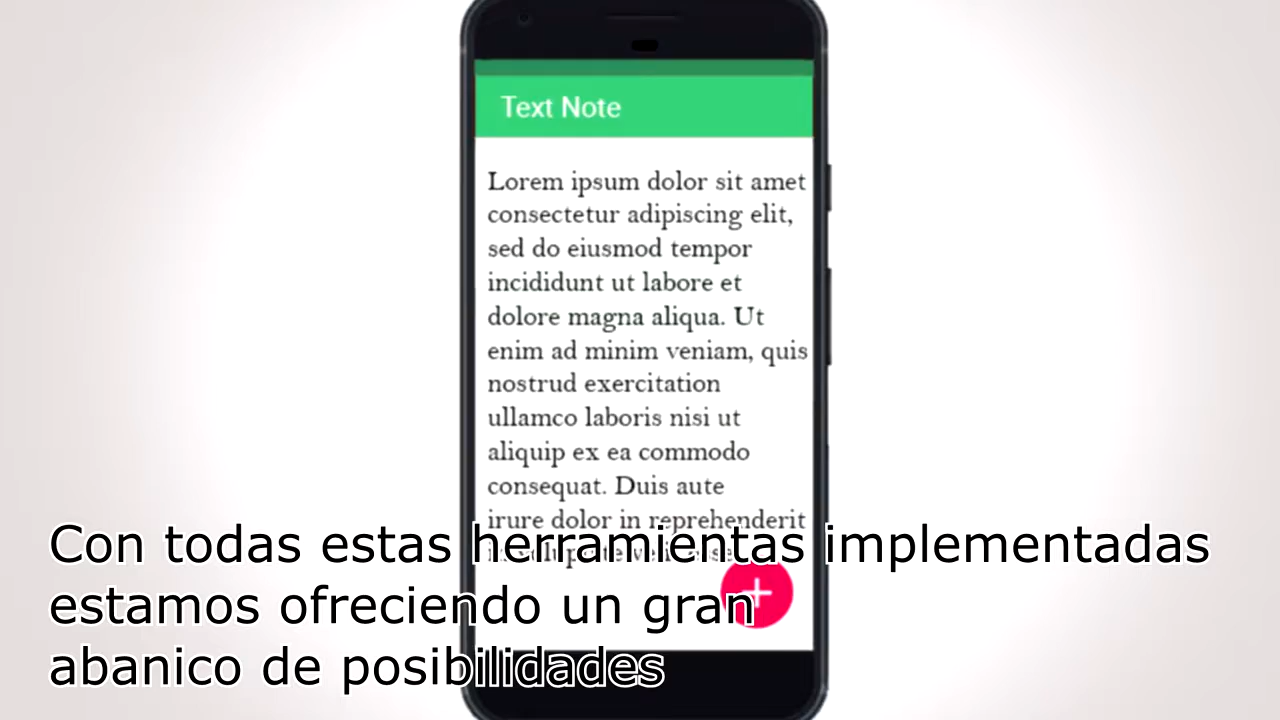 Text Note
Lorem ipsum dolor sit amet
consectetur adipiscing elit,
sed do eiusmod tempor
incididunt ut labore et
dolore magna aliqua. Ut
enim ad minim veniam, quis
nostrud exercitation
ullamco laboris nisi ut
aliquip ex ea commodo
consequat. Duis aute
irure dolor in reprehenderit
Con todas estas herramientas implementadas
estamos ofreciendo un gran
abanico de posibilidades